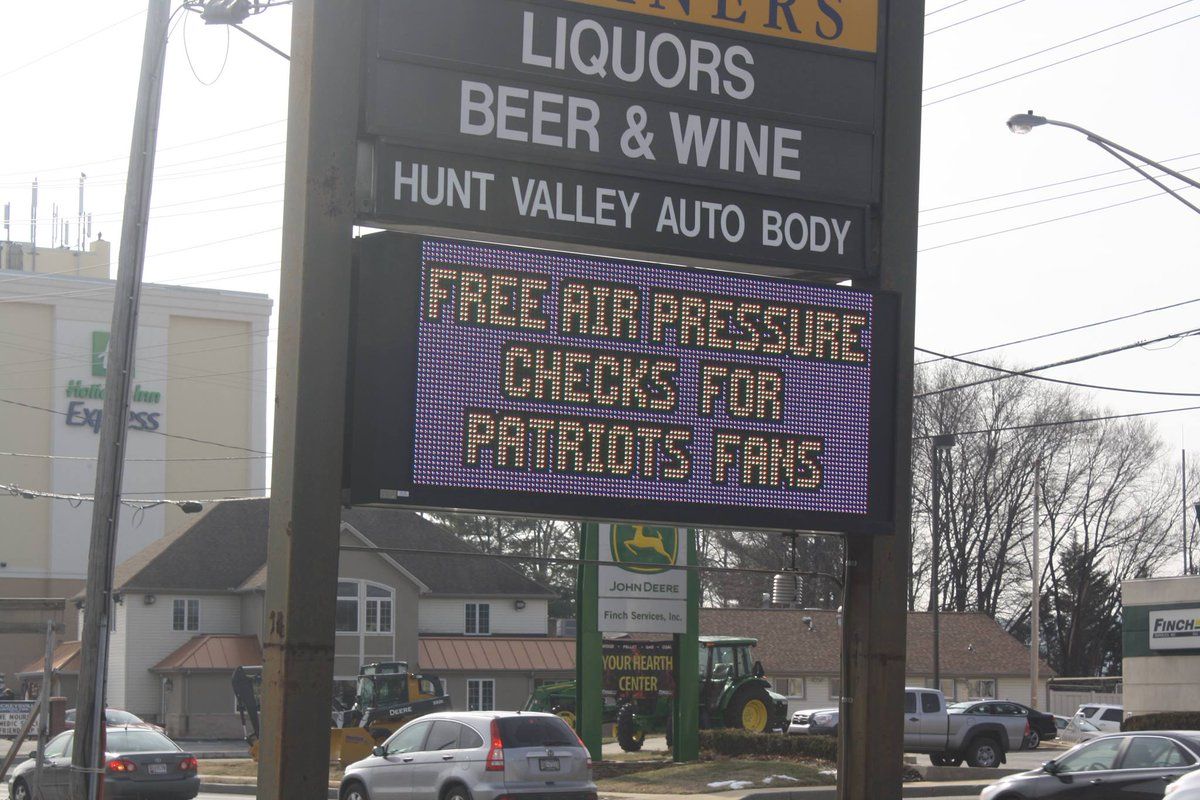 LIQUORS
BEER & WINE
HUNT VALLEY AUTO BODY
FREE AIR PRESSURE
CHECKS FOR
PATRIOTS FANS
Holiday Inn
Express
JOHN DEERE
Finch Services, Inc.
YOUR HEARTH
CENTER
DEERE
FINCH